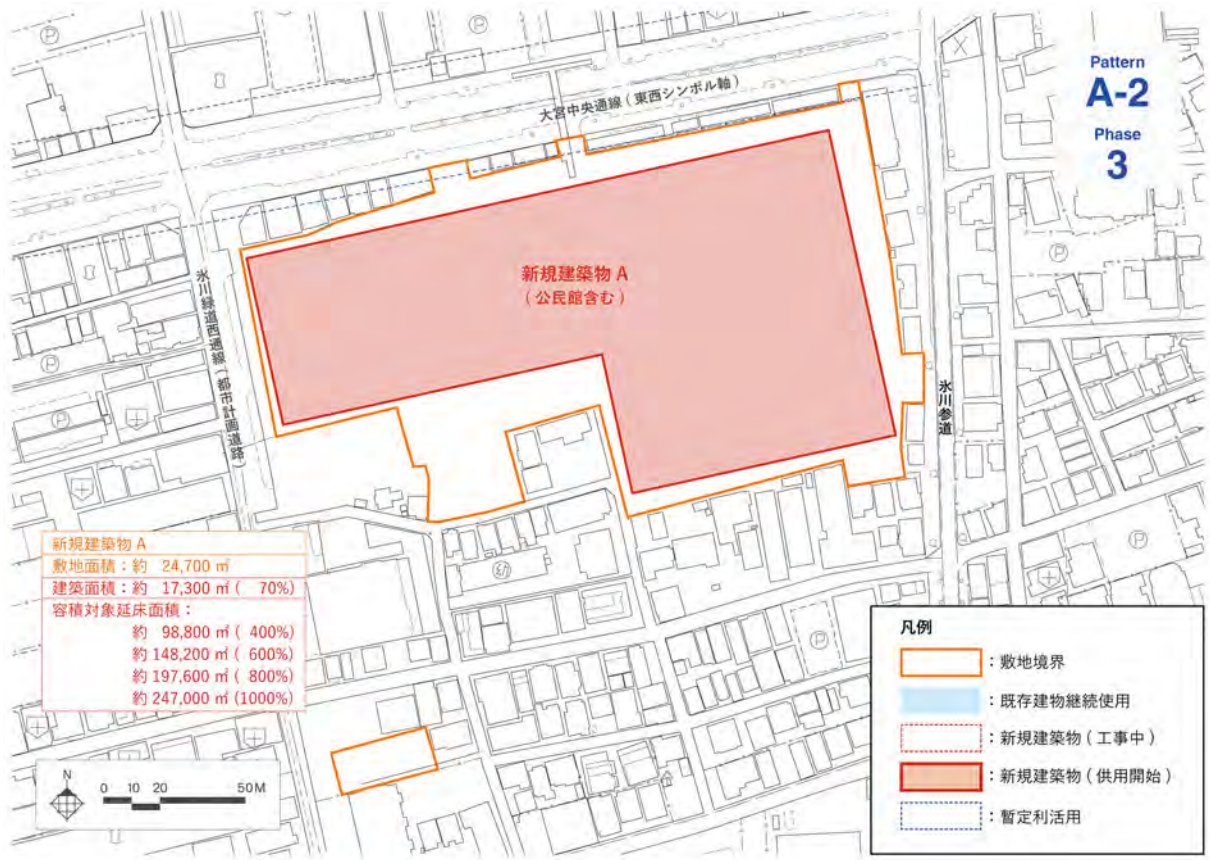 Pattern
A-2
Phase
3
大宮中央通線(東西シンボル軸)
新規建築物 A
(公民館含む)
氷川緑道西通線(都市計画道路)
氷川参道
新規建築物 A
敷地面積:約 24,700 ㎡
建築面積:約 17,300 ㎡( 70%)
容積対象延床面積:
約 98,800 ㎡( 400%)
約 148,200 ㎡( 600%)
約 197,600 ㎡( 800%)
約 247,000 ㎡(1000%)
幼
P
P
P
P
P
P
P
N
0 10 20 50M
凡例
:敷地境界
:既存建物継続使用
:新規建築物(工事中)
:新規建築物(供用開始)
:暫定利活用